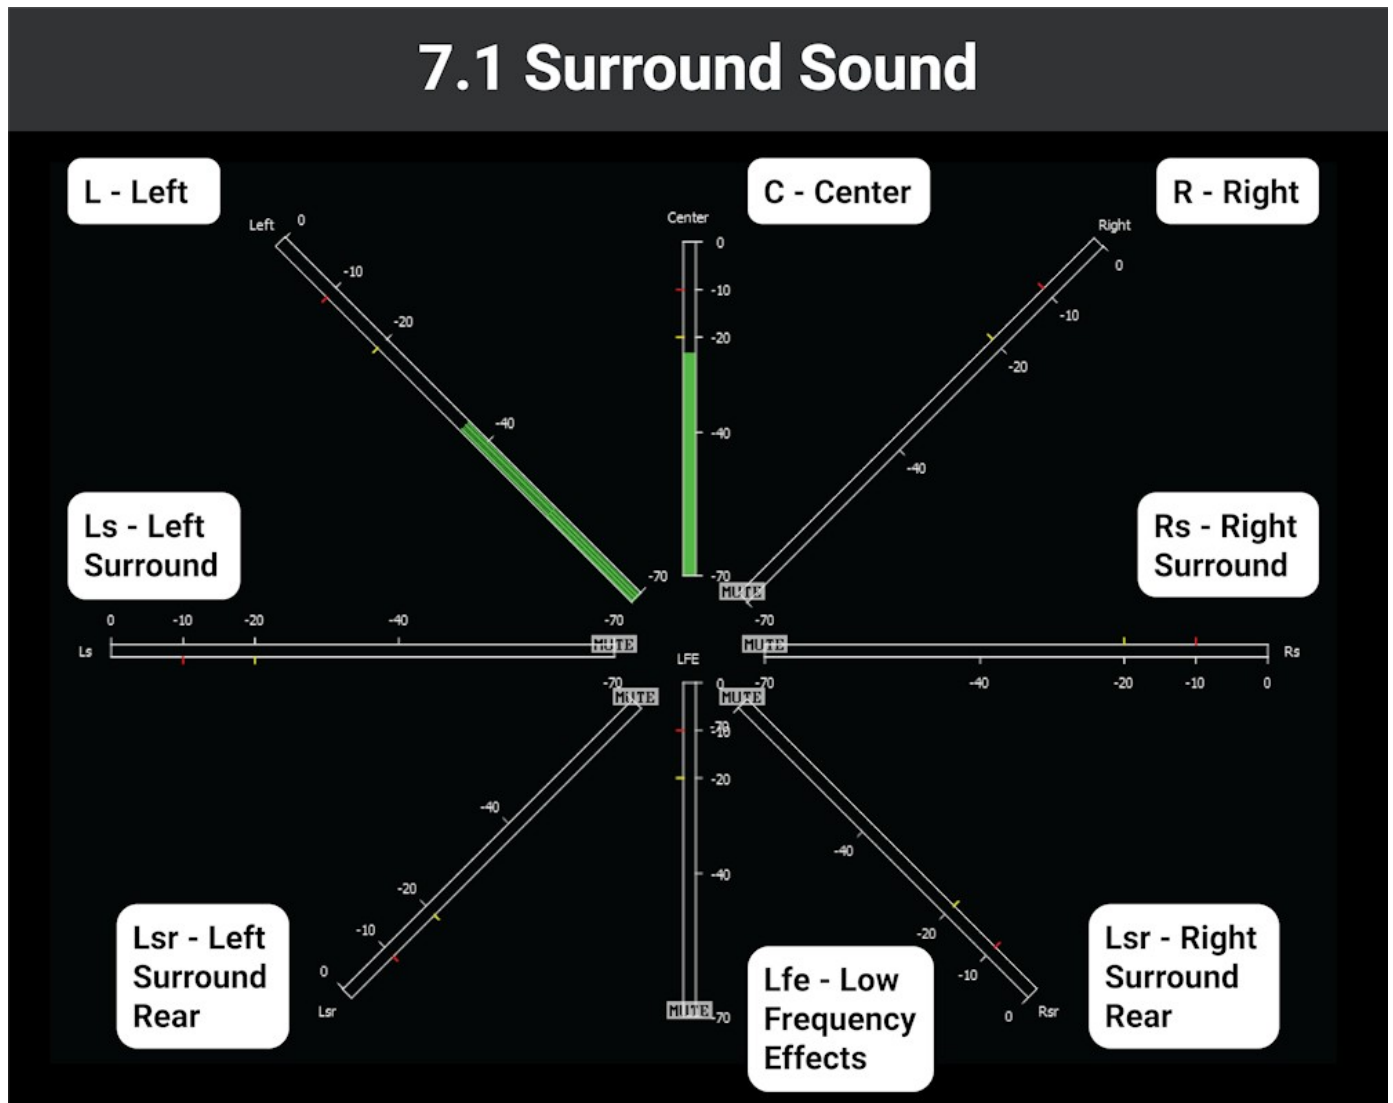 7.1 Surround Sound
L - Left
C - Center
R - Right
Left
0
Center
0
Right
0
-10
-10
-10
-20
-20
-20
-40
-40
-40
Ls - Left
Surround
Rs - Right
Surround
-70
-70
MUTE
0
-10
-20
-40
-70
-70
Ls
MUTE
MUTE
Rs
LFE
-70
0
-70
-40
-20
-10
0
MUTE
MUTE
-70
-10
-20
-40
-40
-40
-20
-20
-10
-10
0
0
Lsr
Rsr
MUTE
-70
Lsr - Left
Surround
Rear
Lfe - Low
Frequency
Effects
Lsr - Right
Surround
Rear